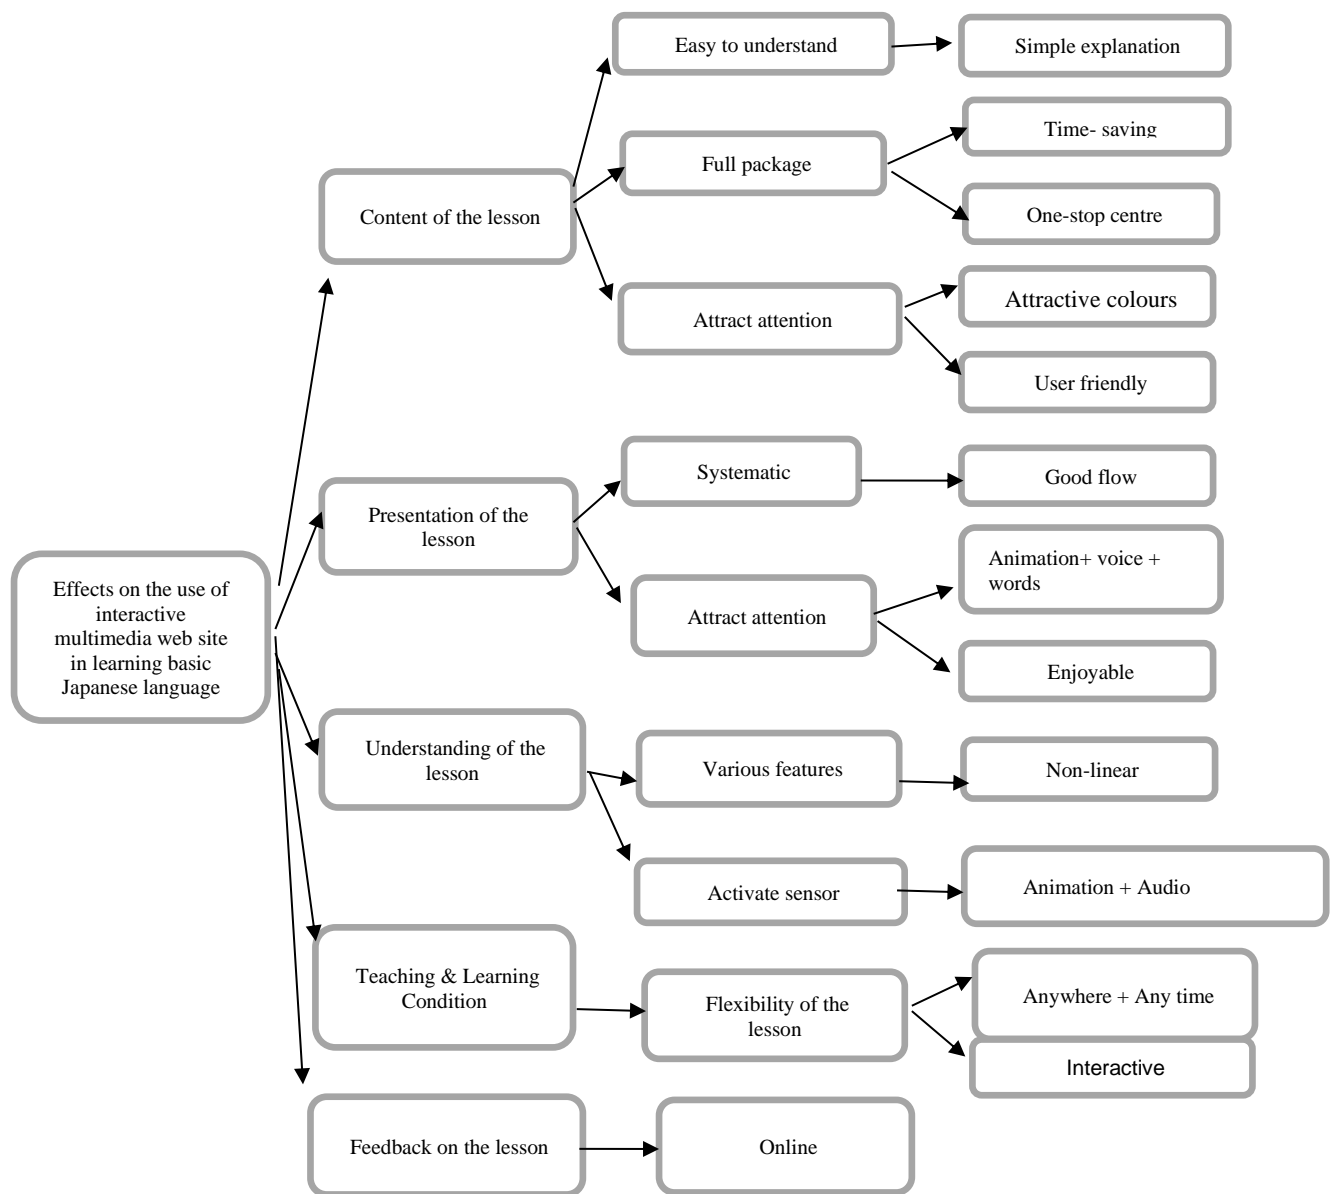 Easy to understand
Simple explanation
Time- saving
Full package
One-stop centre
Content of the lesson
Attractive colours
Attract attention
User friendly
Systematic
Good flow
Presentation of the
lesson
Animation+ voice +
words
Attract attention
Enjoyable
Effects on the use of
interactive
multimedia web site
in learning basic
Japanese language
Understanding of the
lesson
Various features
Non-linear
Activate sensor
Animation + Audio
Teaching & Learning
Condition
Flexibility of the
lesson
Anywhere + Any time
Interactive
Feedback on the lesson
Online